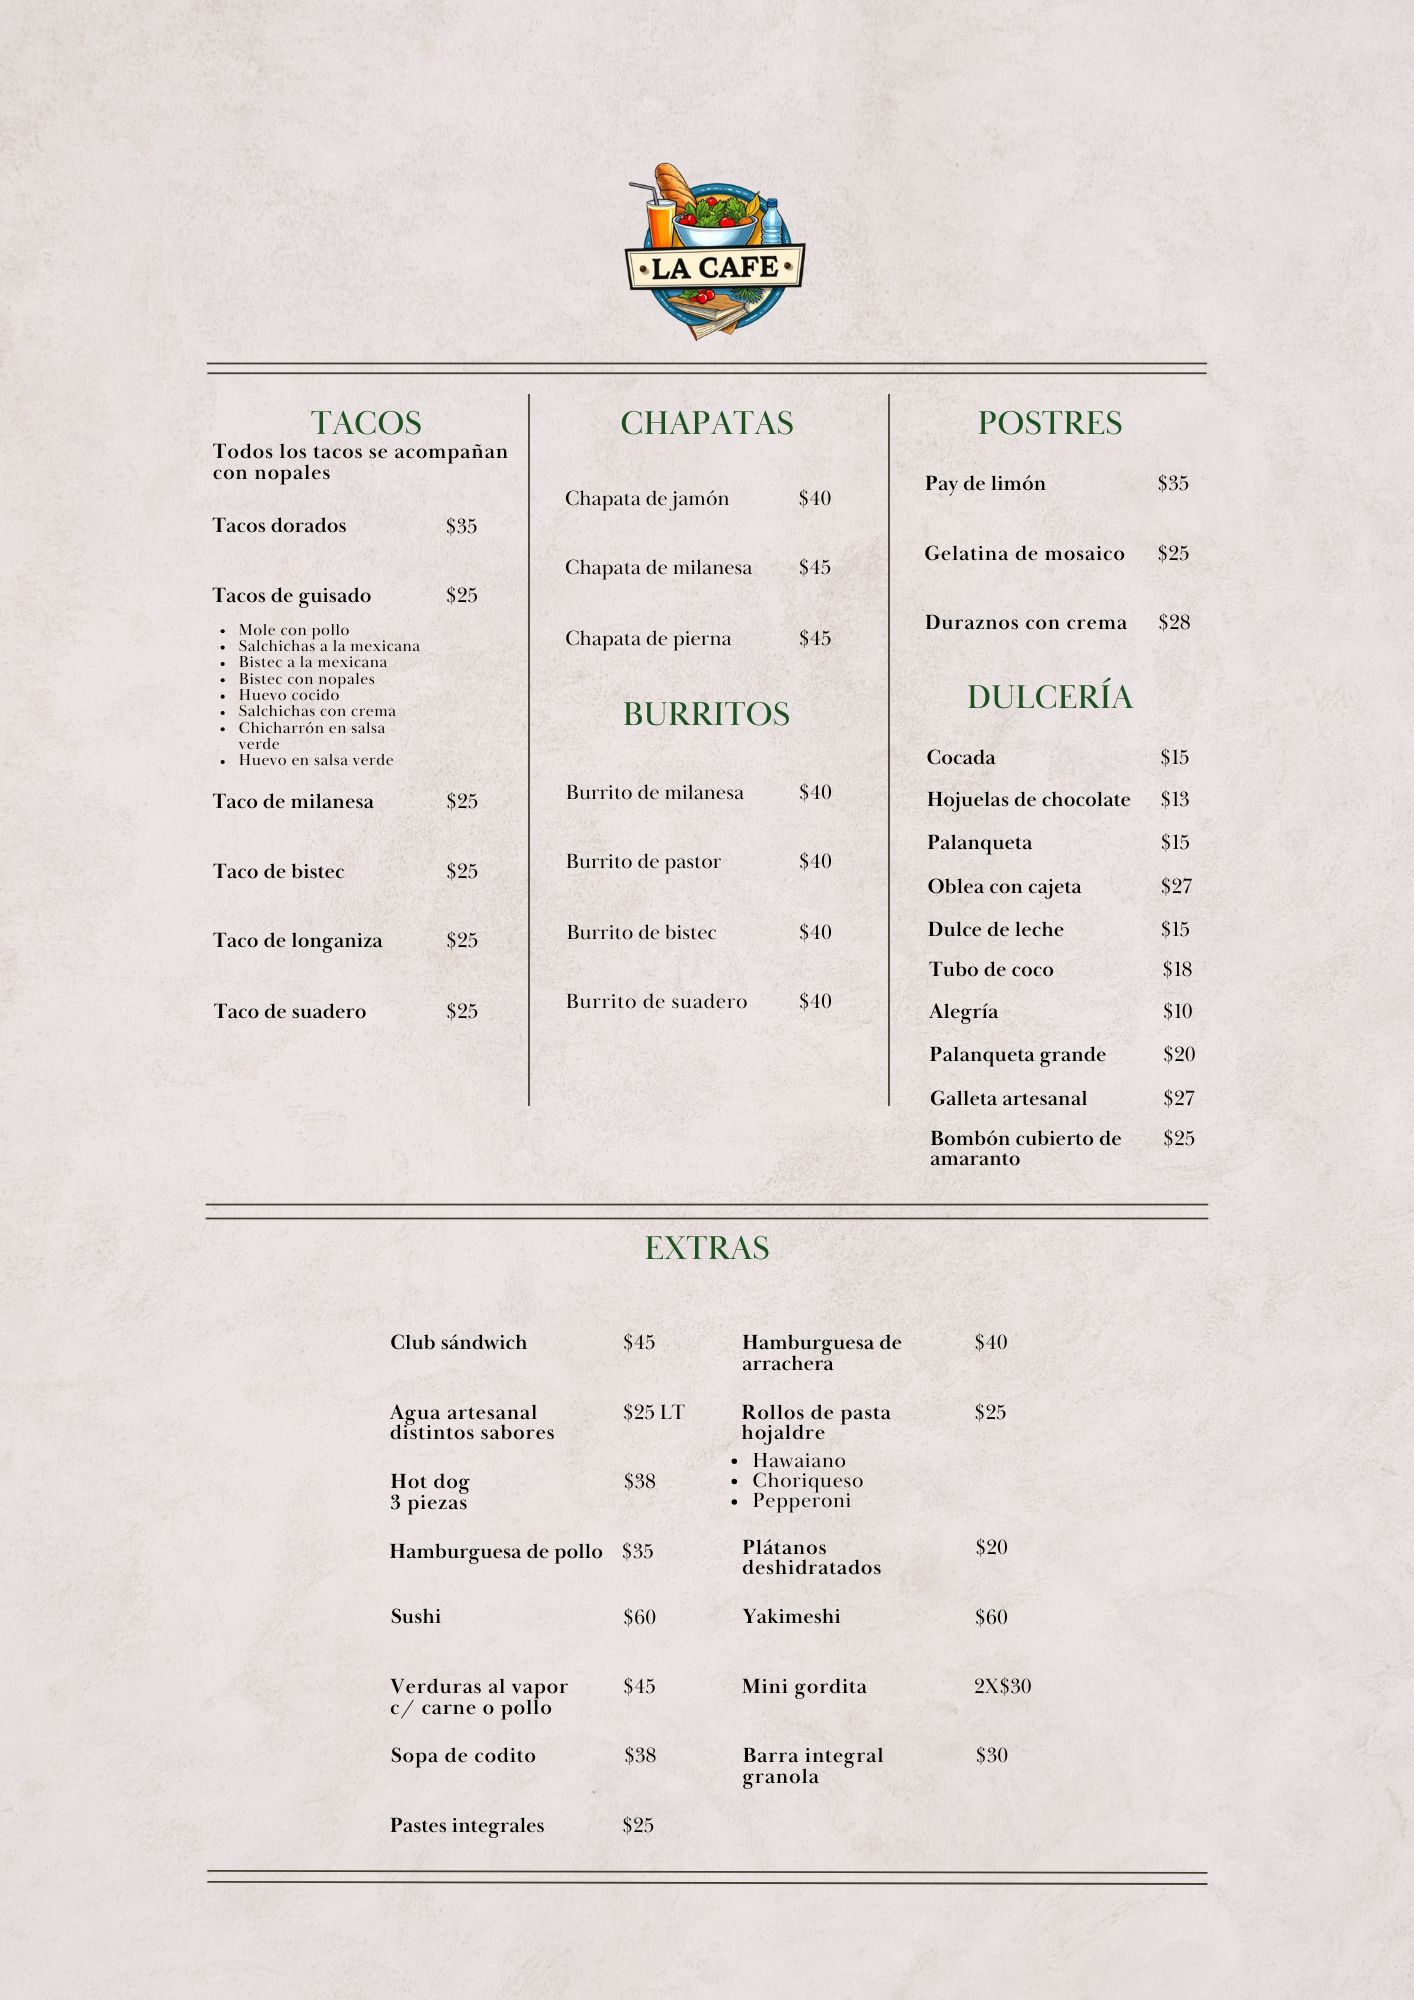 LA CAFE
TACOS
Todos los tacos se acompañan
con nopales
Tacos dorados $35
Tacos de guisado $25
• Mole con pollo
• Salchichas a la mexicana
• Bistec a la mexicana
• Bistec con nopales
• Huevo cocido
• Salchichas con crema
• Chicharrón en salsa
verde
• Huevo en salsa verde
Taco de milanesa $25
Taco de bistec $25
Taco de longaniza $25
Taco de suadero $25
CHAPATAS
Chapata de jamón $40
Chapata de milanesa $45
Chapata de pierna $45
BURRITOS
Burrito de milanesa $40
Burrito de pastor $40
Burrito de bistec $40
Burrito de suadero $40
POSTRES
Pay de limón $35
Gelatina de mosaico $25
Duraznos con crema $28
DULCERÍA
Cocada $15
Hojuelas de chocolate $13
Palanqueta $15
Oblea con cajeta $27
Dulce de leche $15
Tubo de coco $18
Alegría $10
Palanqueta grande $20
Galleta artesanal $27
Bombón cubierto de $25
amaranto
EXTRAS
Club sándwich $45
Agua artesanal $25 LT
distintos sabores
Hot dog $38
3 piezas
Hamburguesa de pollo $35
Sushi $60
Verduras al vapor $45
c/ carne o pollo
Sopa de codito $38
Pastes integrales $25
Hamburguesa de $40
arrachera
Rollos de pasta $25
hojaldre
• Hawaiano
• Choriqueso
• Pepperoni
Plátanos $20
deshidratados
Yakimeshi $60
Mini gordita 2X$30
Barra integral $30
granola